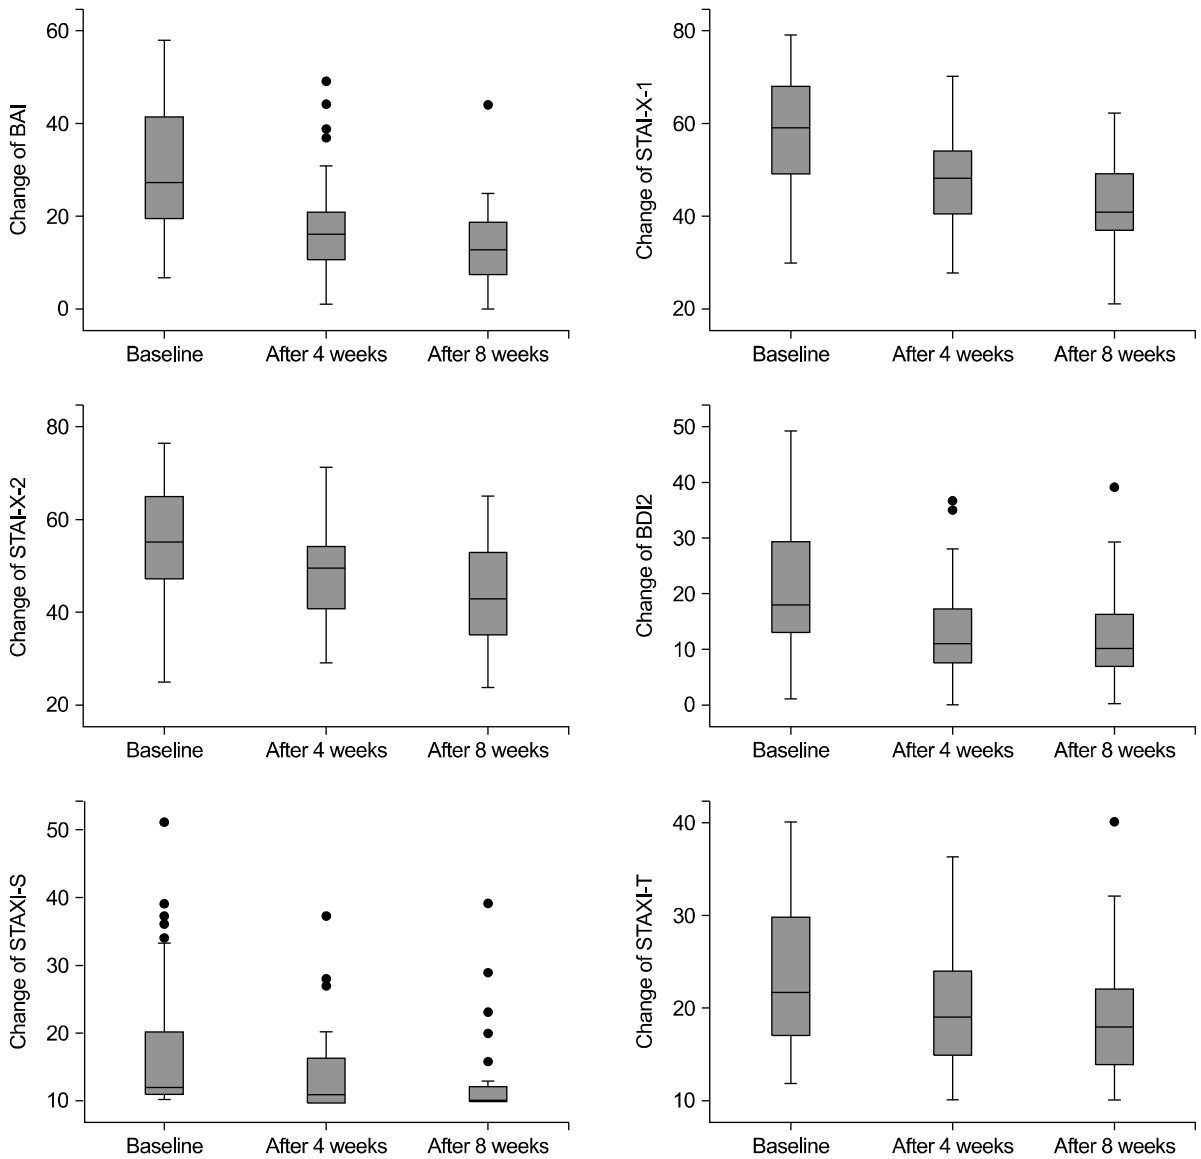 Change of BAI
60
40
20
0
Baseline After 4 weeks After 8 weeks
Change of STAI-X-1
80
60
40
20
Baseline After 4 weeks After 8 weeks
Change of STAI-X-2
80
60
40
20
Baseline After 4 weeks After 8 weeks
Change of BDI2
50
40
30
20
10
0
Baseline After 4 weeks After 8 weeks
Change of STAXI-S
50
40
30
20
10
Baseline After 4 weeks After 8 weeks
Change of STAXI-T
40
30
20
10
Baseline After 4 weeks After 8 weeks